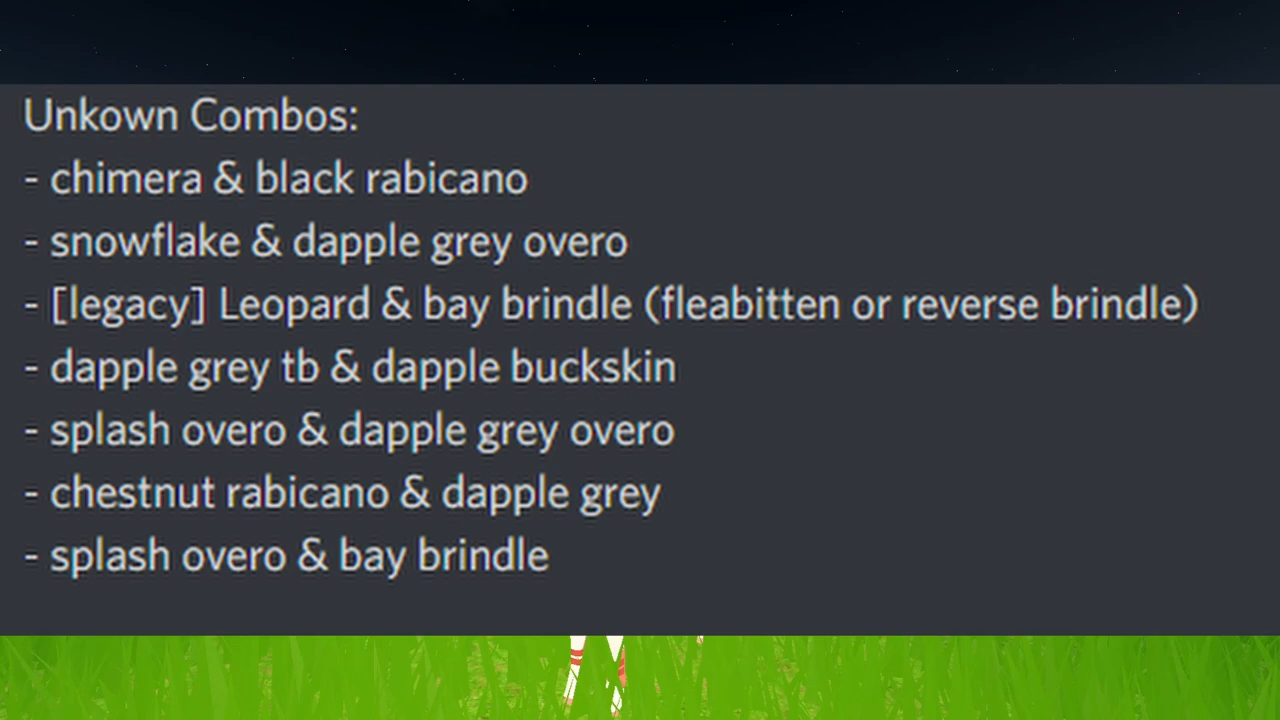 Unkown Combos:
- chimera & black rabicano
- snowflake & dapple grey overo
- [legacy] Leopard & bay brindle (fleabitten or reverse brindle)
- dapple grey tb & dapple buckskin
- splash overo & dapple grey overo
- chestnut rabicano & dapple grey
- splash overo & bay brindle